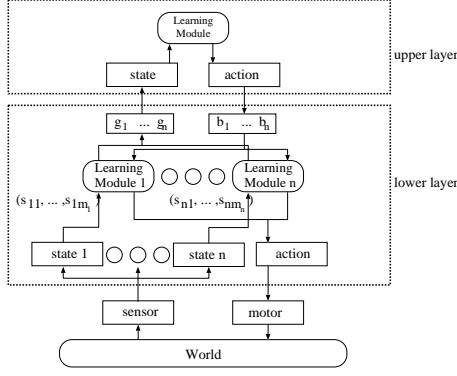 Learning
Module
upper layer
state
action
g1 ... gn
b1 ... bn
Learning
Module 1
Learning
Module n
lower layer
(s11, ... ,s1m1)
(sn1, ... ,snmn)
state 1
state n
action
sensor
motor
World